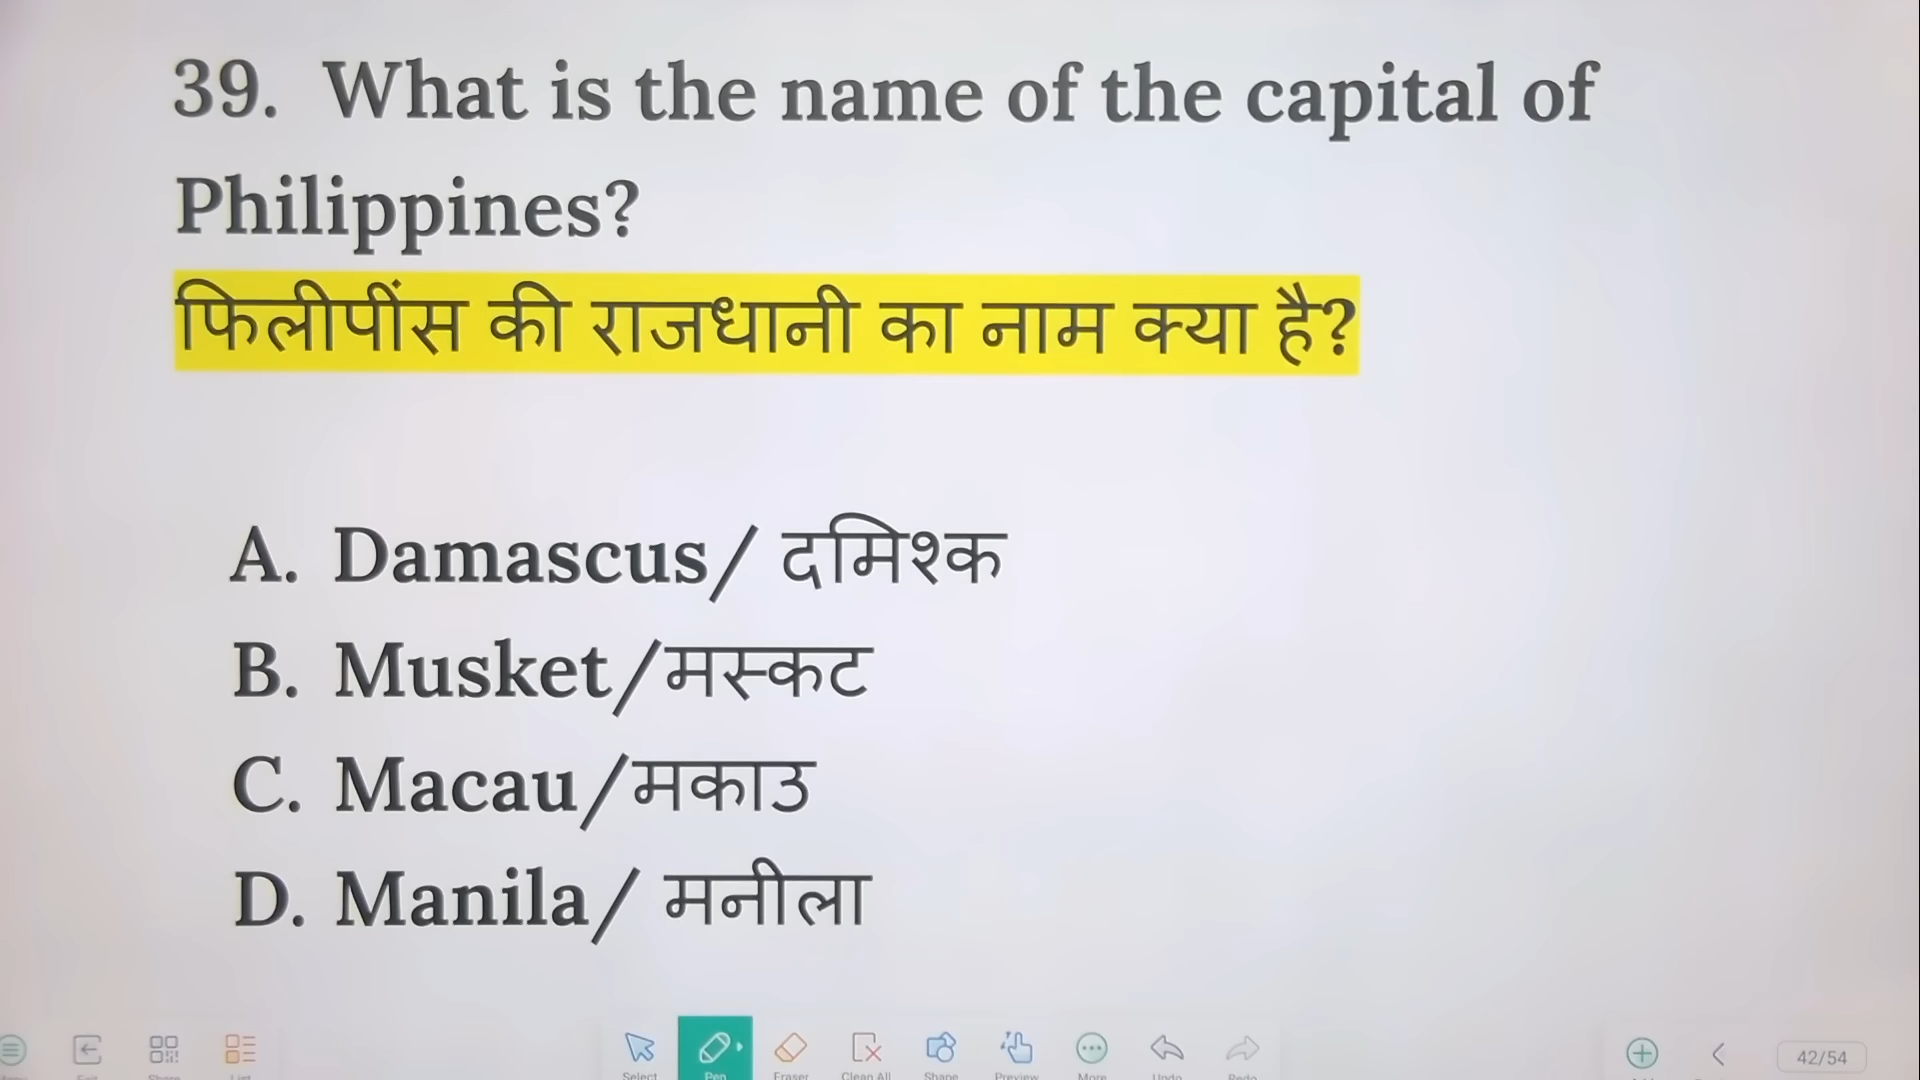 39. What is the name of the capital of
Philippines?
फिलीपींस की राजधानी का नाम क्या है?
A. Damascus/ दमिश्क
B. Musket/मस्कट
C. Macau/मकाउ
D. Manila/ मनीला
Select Pen Eraser Clean All Shape Preview More Undo Redo
42/54